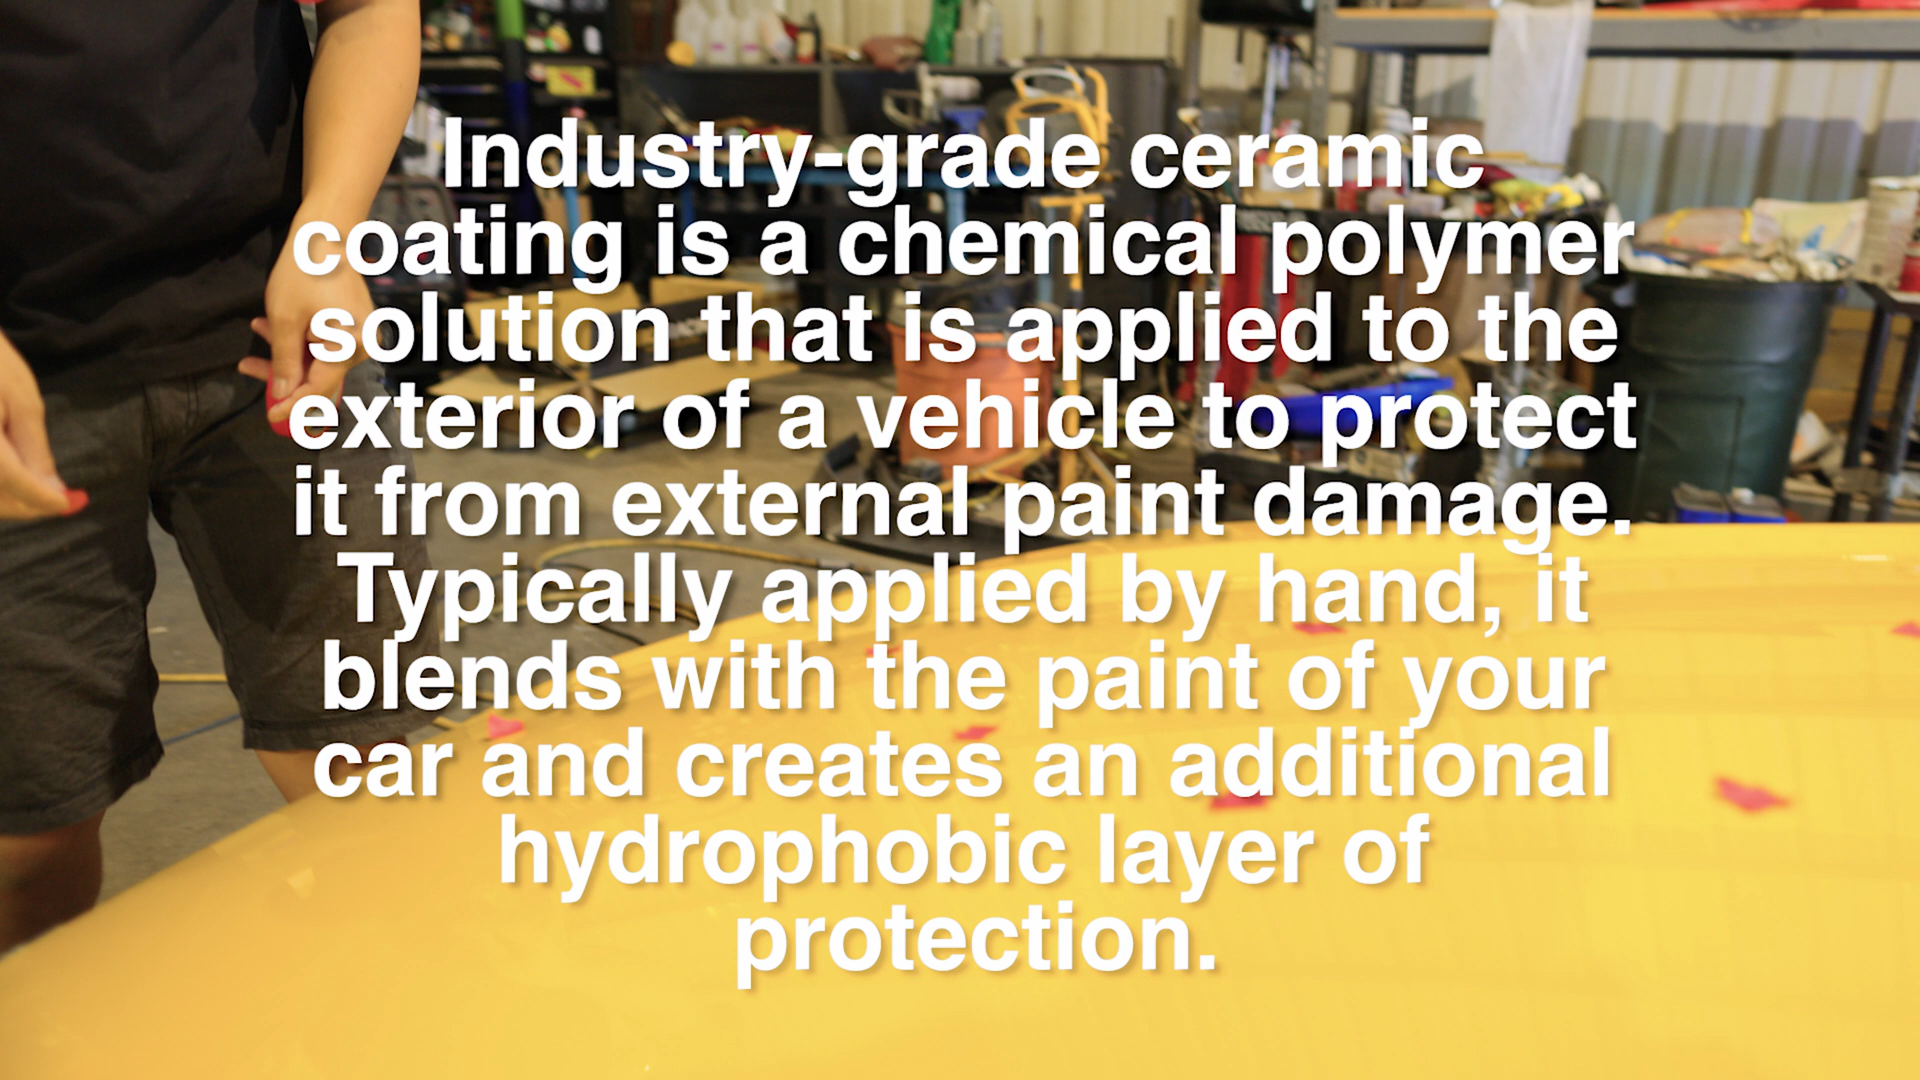 Industry-grade ceramic
coating is a chemical polymer
solution that is applied to the
exterior of a vehicle to protect
it from external paint damage.
Typically applied by hand, it
blends with the paint of your
car and creates an additional
hydrophobic layer of
protection.